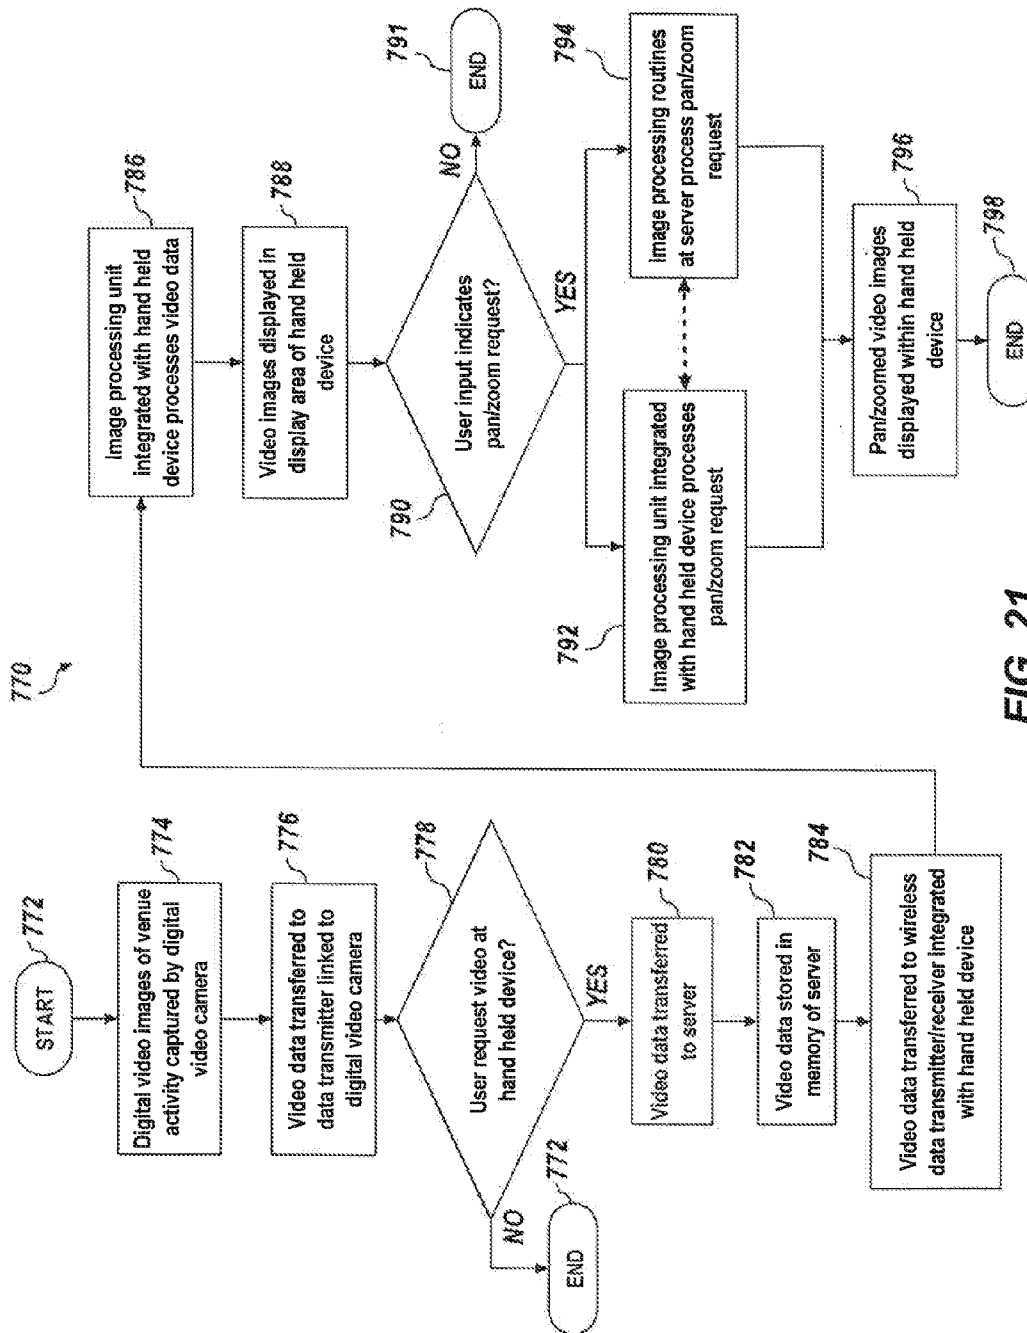 770
START
772
Digital video images of venue
activity captured by digital
video camera
774
Video data transferred to
data transmitter linked to
digital video camera
776
User request video at
hand held device?
778
NO
END
772
YES
Video data transferred
to server
780
Video data stored in
memory of server
782
Video data transferred to wireless
data transmitter/receiver integrated
with hand held device
784
Image processing unit
integrated with hand held
device processes video data
786
Video images displayed in
display area of hand held
device
788
User input indicates
pan/zoom request?
790
NO
END
791
YES
Image processing unit integrated
with hand held device processes
pan/zoom request
792
Image processing routines
at server process pan/zoom
request
794
Pan/zoomed video images
displayed within hand held
device
796
END
798
FIG. 21